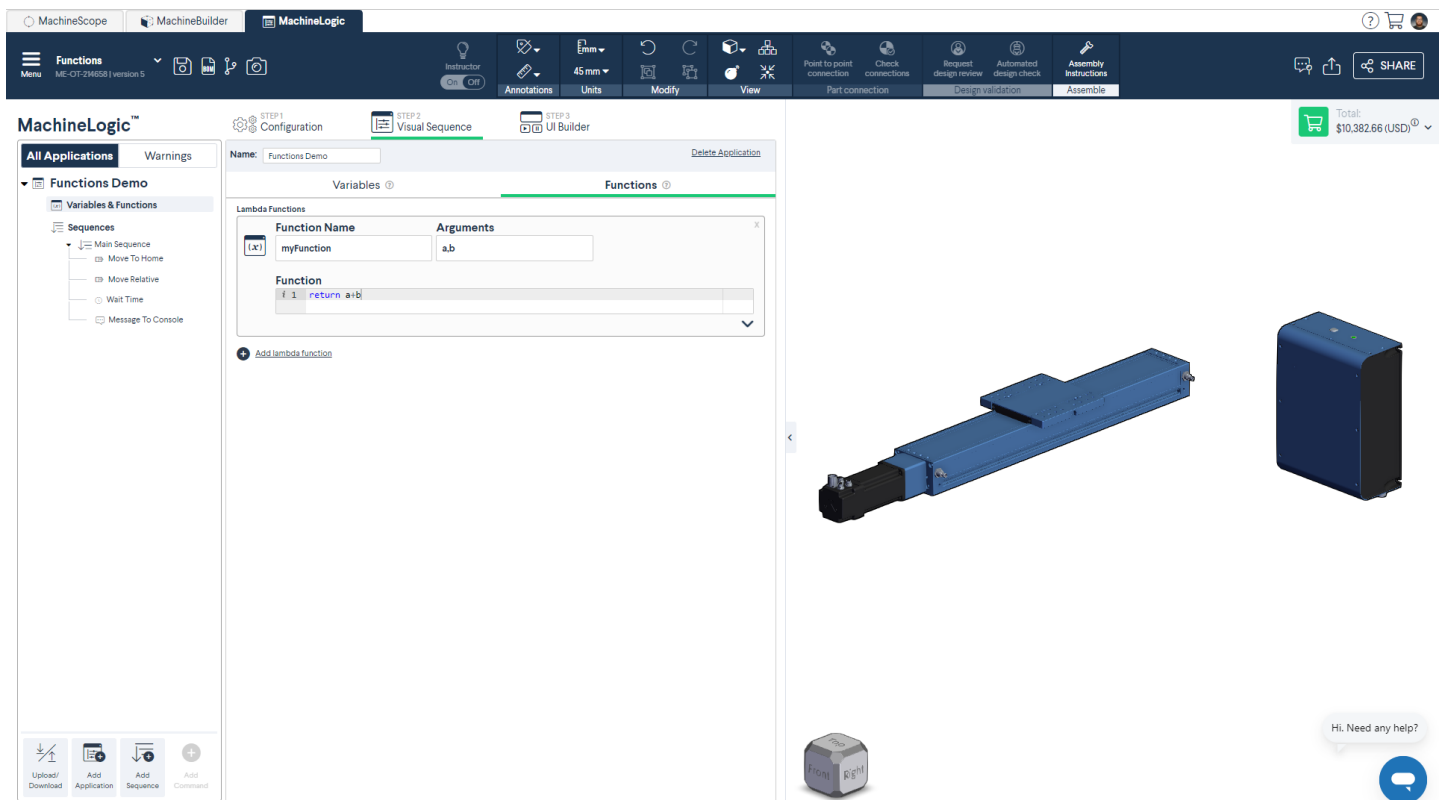 MachineScope
MachineBuilder
MachineLogic
?
Menu
Functions
ME-OT-214658 | version 5
BOM
Instructor
On Off
Annotations
mm
45 mm
Units
Modify
View
Point to point connection
Check connections
Part connection
Request design review
Automated design check
Design validation
Assembly Instructions
Assemble
SHARE
MachineLogic™
STEP 1
Configuration
STEP 2
Visual Sequence
STEP 3
UI Builder
Total:
$10,382.66 (USD)
All Applications
Warnings
Functions Demo
Variables & Functions
Sequences
Main Sequence
Move To Home
Move Relative
Wait Time
Message To Console
Name: Functions Demo
Delete Application
Variables ?
Functions ?
Lambda Functions
x
Function Name
Arguments
(x)
myFunction
a,b
Function
i 1 return a+b
Add lambda function
Top
Front
Right
Hi. Need any help?
Upload/
Download
Add
Application
Add
Sequence
Add
Command